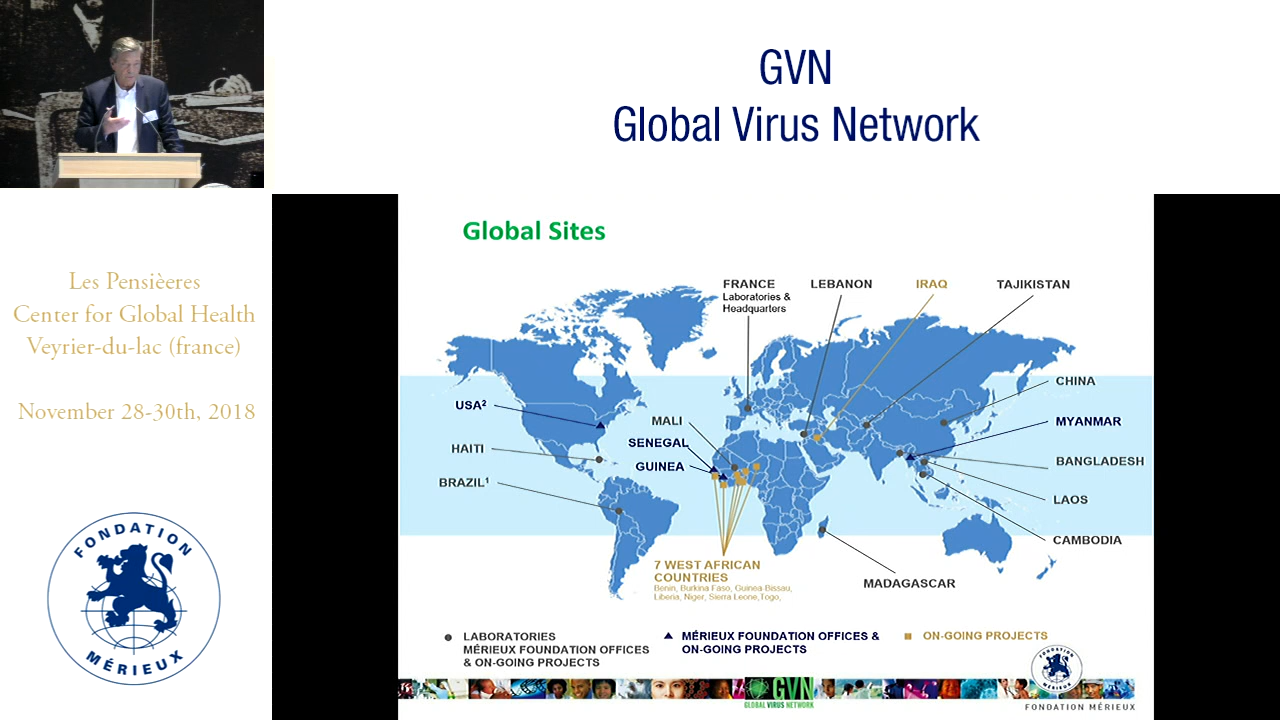 GVN
Global Virus Network
Les Pensièeres
Center for Global Health
Veyrier-du-lac (france)
November 28-30th, 2018
FONDATION
MÉRIEUX
Global Sites
FRANCE
Laboratories &
Headquarters
LEBANON
IRAQ
TAJIKISTAN
CHINA
USA²
MALI
MYANMAR
SENEGAL
HAITI
BANGLADESH
GUINEA
BRAZIL¹
LAOS
CAMBODIA
7 WEST AFRICAN
COUNTRIES
Benin, Burkina Faso, Guinea Bissau,
Liberia, Niger, Sierra Leone,Togo,
MADAGASCAR
LABORATORIES
MÉRIEUX FOUNDATION OFFICES
& ON-GOING PROJECTS
MÉRIEUX FOUNDATION OFFICES &
ON-GOING PROJECTS
ON-GOING PROJECTS
GVN
GLOBAL VIRUS NETWORK
FONDATION
MÉRIEUX
FONDATION MÉRIEUX